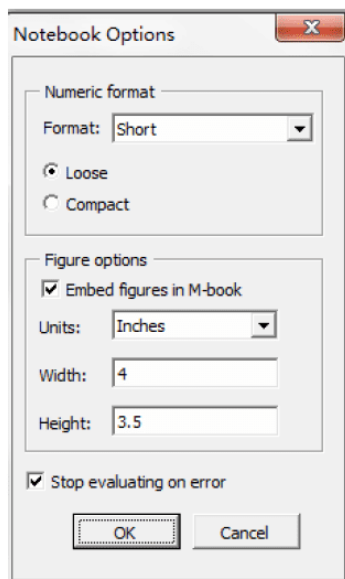 Notebook Options
Numeric format
Format: Short
Loose
Compact
Figure options
Embed figures in M-book
Units: Inches
Width: 4
Height: 3.5
Stop evaluating on error
OK Cancel